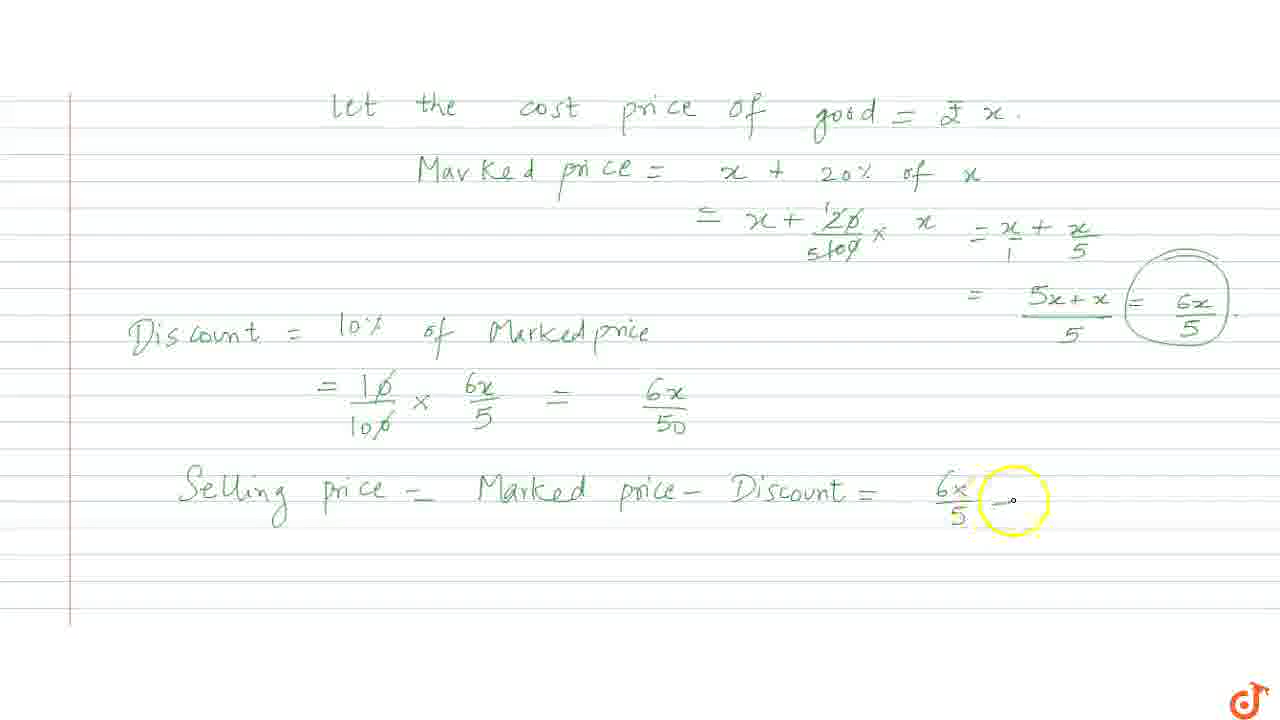 Let the cost price of good = ₹ x.
Marked price = x + 20% of x
= x + 20/100 × x = x/1 + x/5
= 5x + x/5 = 6x/5
Discount = 10% of Marked price
= 10/100 × 6x/5 = 6x/50
Selling price = Marked price - Discount = 6x/5 -